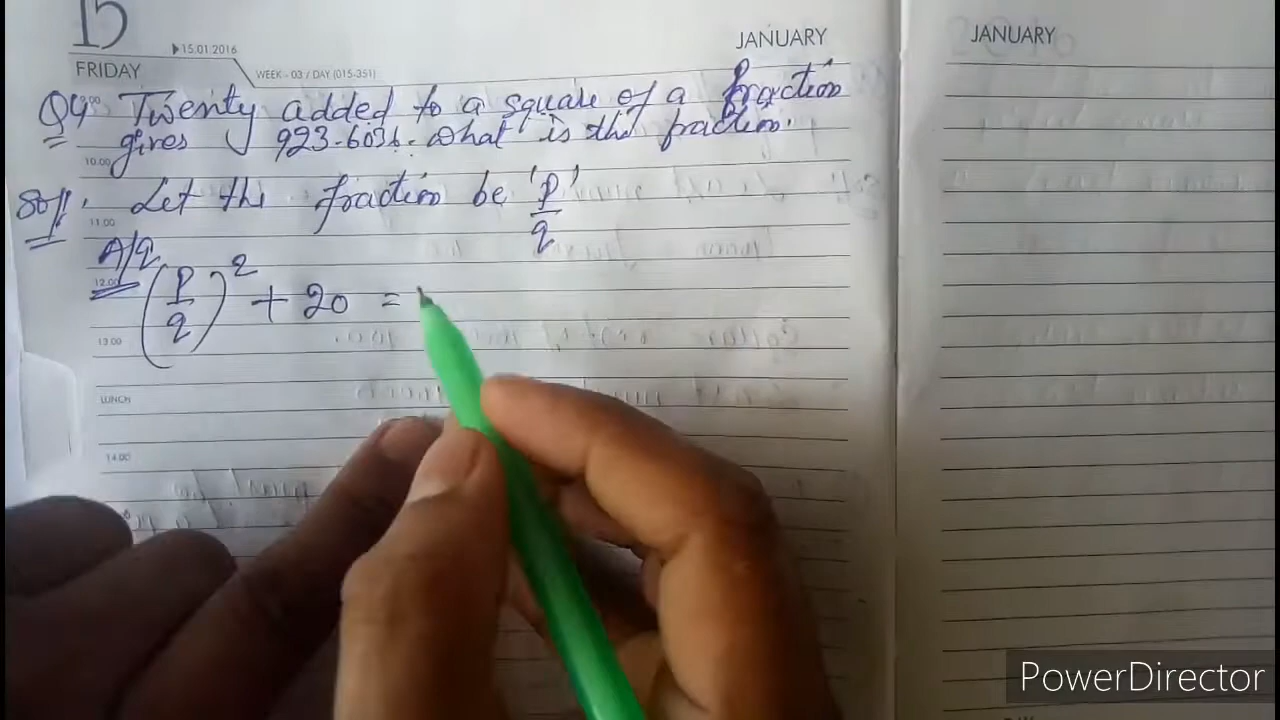 15
▶15.01.2016
JANUARY
JANUARY
FRIDAY
WEEK - 03 / DAY (015-351)
Q4 Twenty added to a square of a fraction
gives 923.6036. what is the fraction.
10.00
Sol. Let the fraction be 'p/q'
11.00
A/q
12.00
(p/q)² + 20 =
13.00
LUNCH
14.00
PowerDirector